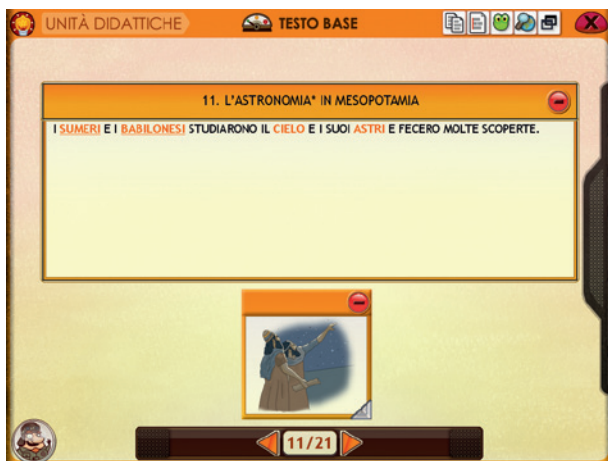 UNITÀ DIDATTICHE
TESTO BASE
11. L'ASTRONOMIA* IN MESOPOTAMIA
I SUMERI E I BABILONESI STUDIARONO IL CIELO E I SUOI ASTRI E FECERO MOLTE SCOPERTE.
11/21